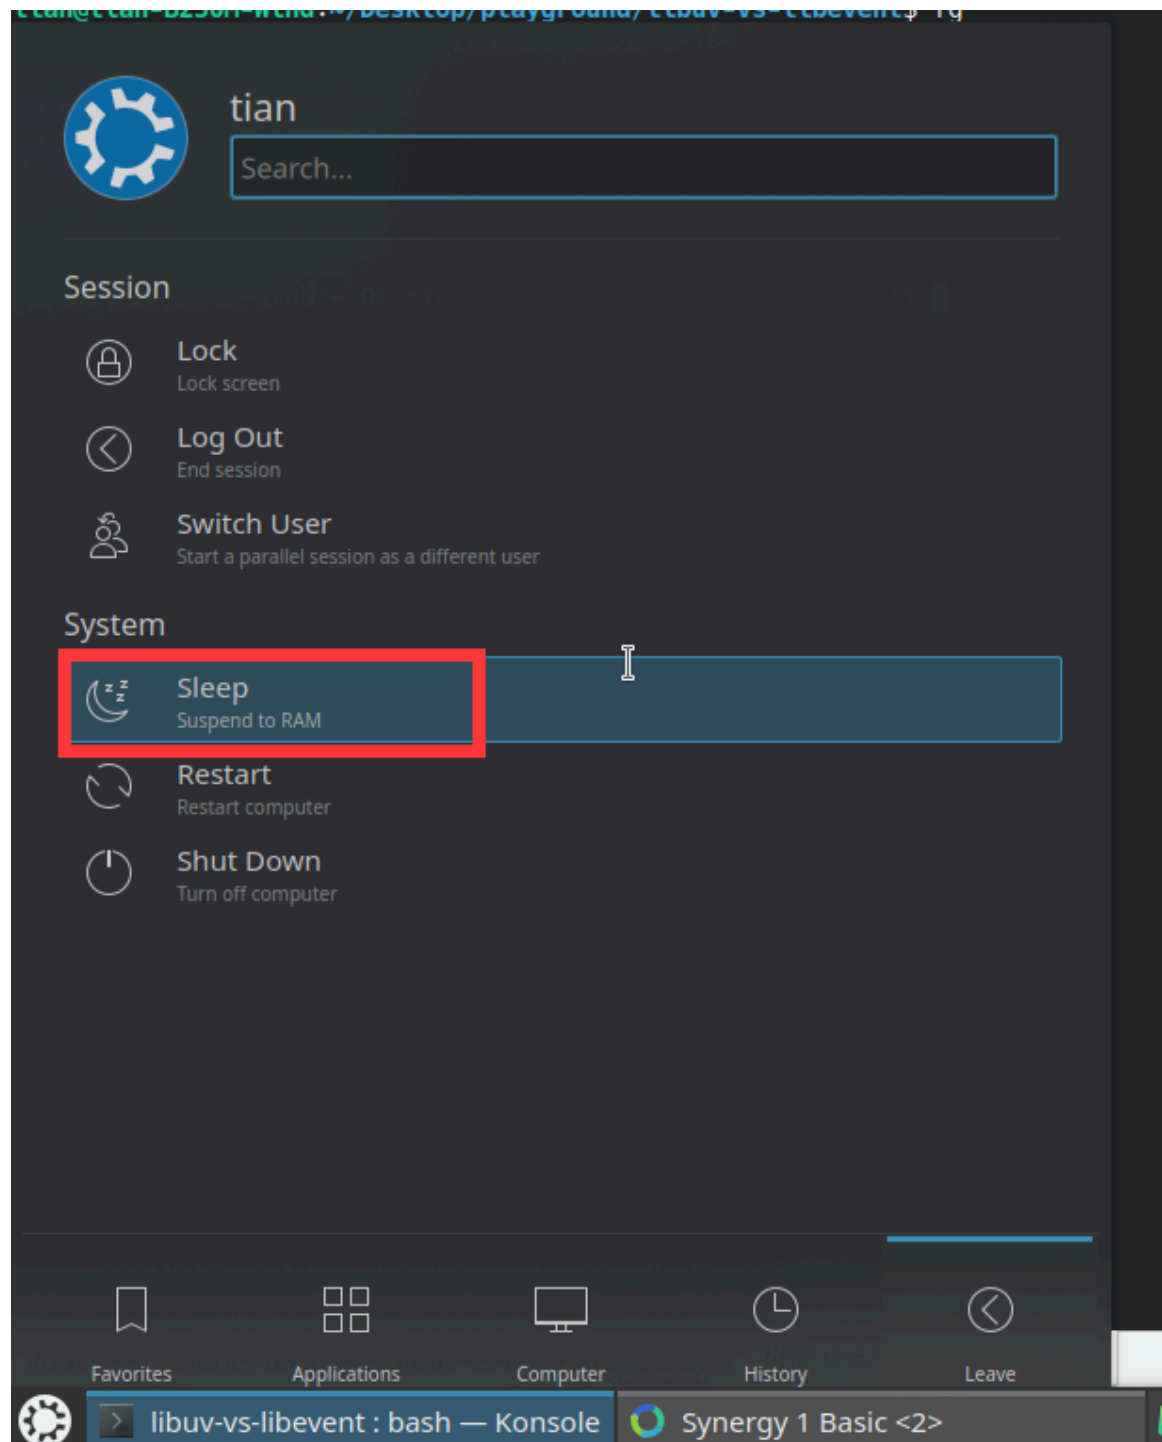 tian
Search...
Session
Lock
Lock screen
Log Out
End session
Switch User
Start a parallel session as a different user
System
Sleep
Suspend to RAM
Restart
Restart computer
Shut Down
Turn off computer
Favorites Applications Computer History Leave
libuv-vs-libevent : bash — Konsole Synergy 1 Basic <2>